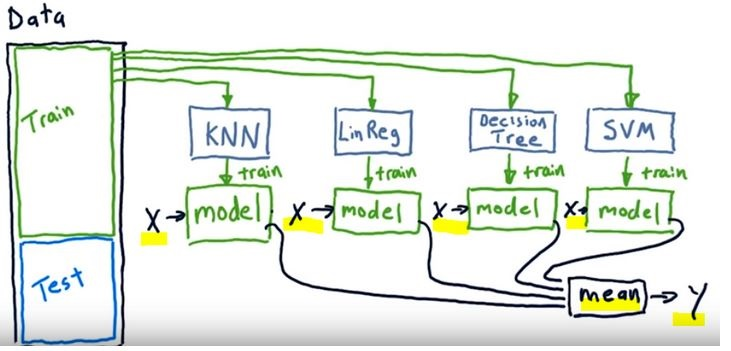 Data
Train
KNN
LinReg
Decision
Tree
SVM
train
train
train
train
X
model
X
model
X
model
X
model
Test
mean
Y